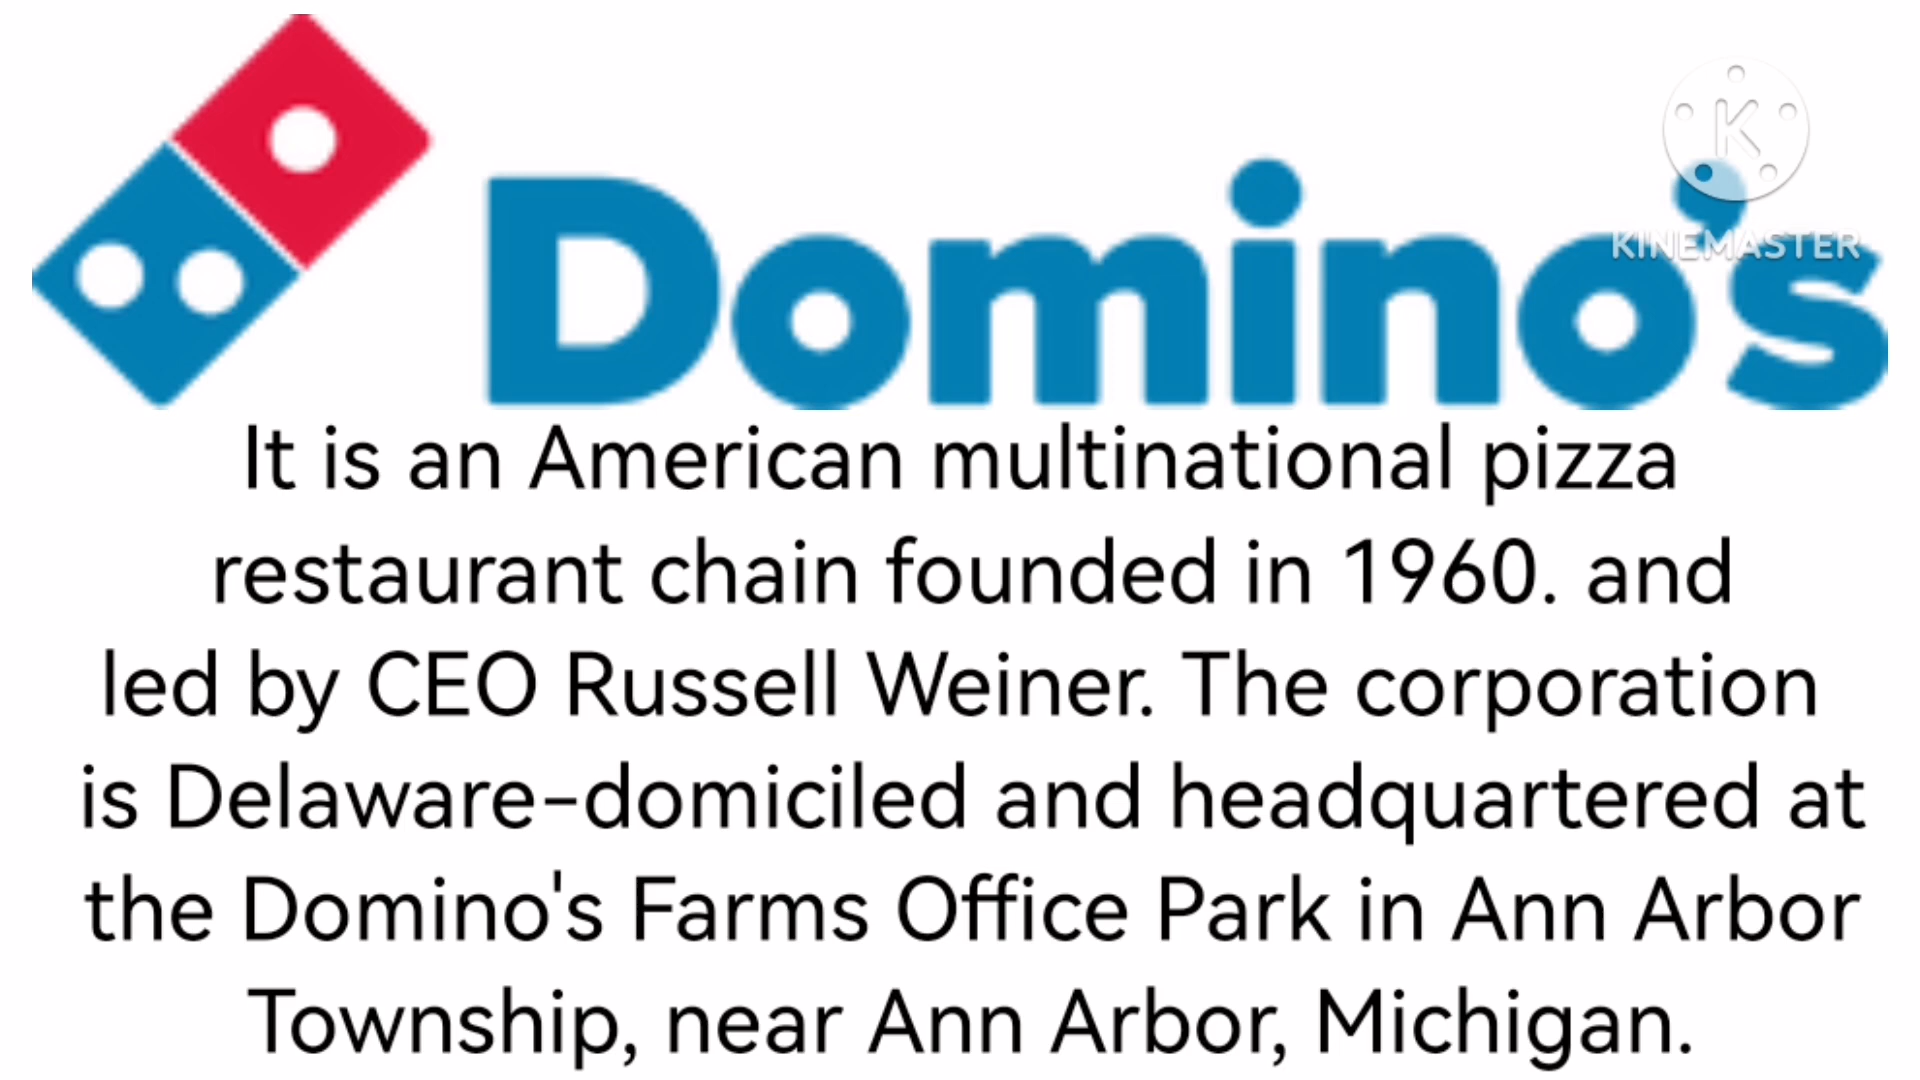 Domino's
K
KINEMASTER
It is an American multinational pizza
restaurant chain founded in 1960. and
led by CEO Russell Weiner. The corporation
is Delaware-domiciled and headquartered at
the Domino's Farms Office Park in Ann Arbor
Township, near Ann Arbor, Michigan.